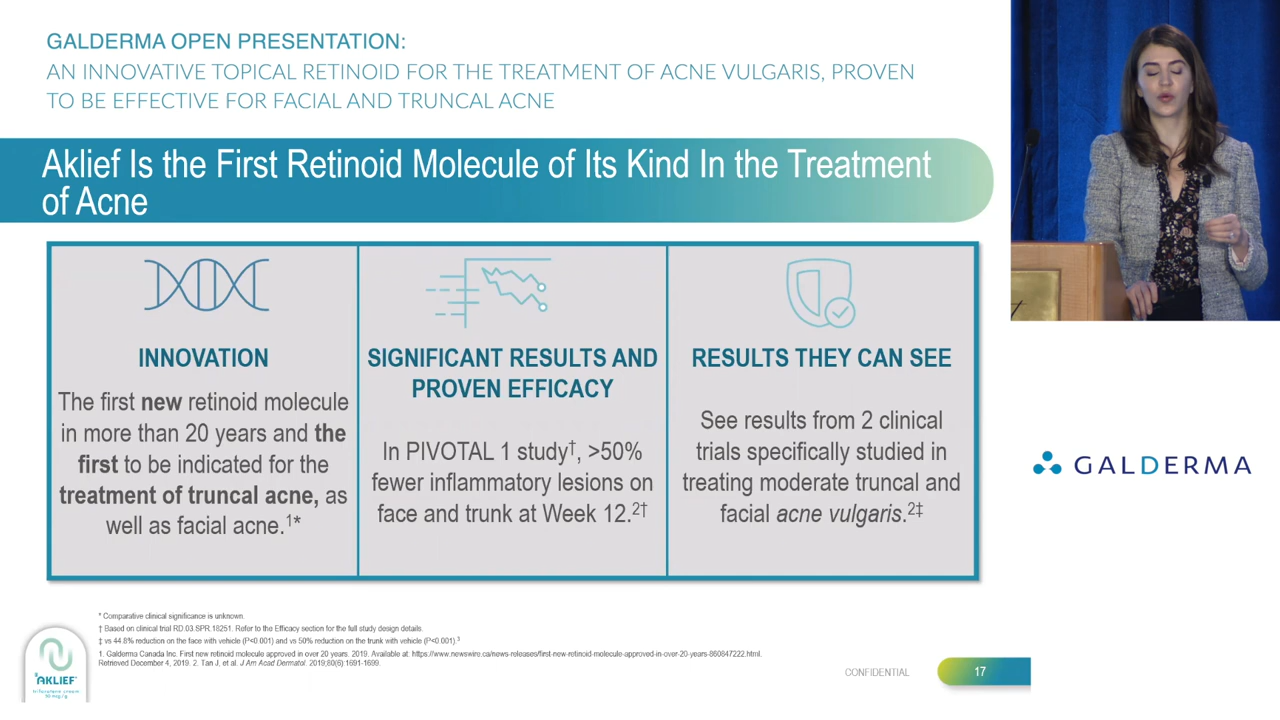 GALDERMA OPEN PRESENTATION:
AN INNOVATIVE TOPICAL RETINOID FOR THE TREATMENT OF ACNE VULGARIS, PROVEN
TO BE EFFECTIVE FOR FACIAL AND TRUNCAL ACNE
Aklief Is the First Retinoid Molecule of Its Kind In the Treatment
of Acne
INNOVATION
The first new retinoid molecule
in more than 20 years and the
first to be indicated for the
treatment of truncal acne, as
well as facial acne.1*
SIGNIFICANT RESULTS AND
PROVEN EFFICACY
In PIVOTAL 1 study†, >50%
fewer inflammatory lesions on
face and trunk at Week 12.2†
RESULTS THEY CAN SEE
See results from 2 clinical
trials specifically studied in
treating moderate truncal and
facial acne vulgaris.2‡
GALDERMA
* Comparative clinical significance is unknown.
† Based on clinical trial RD.03.SPR.18251. Refer to the Efficacy section for the full study design details.
‡ vs 44.8% reduction on the face with vehicle (P<0.001) and vs 50% reduction on the trunk with vehicle (P<0.001).3
1. Galderma Canada Inc. First new retinoid molecule approved in over 20 years. 2019. Available at: https://www.newswire.ca/news-releases/first-new-retinoid-molecule-approved-in-over-20-years-860847222.html.
Retrieved December 4, 2019. 2. Tan J, et al. J Am Acad Dermatol. 2019;80(6):1691-1699.
AKLIEF
trifarotene cream
50 mcg/g
CONFIDENTIAL
17